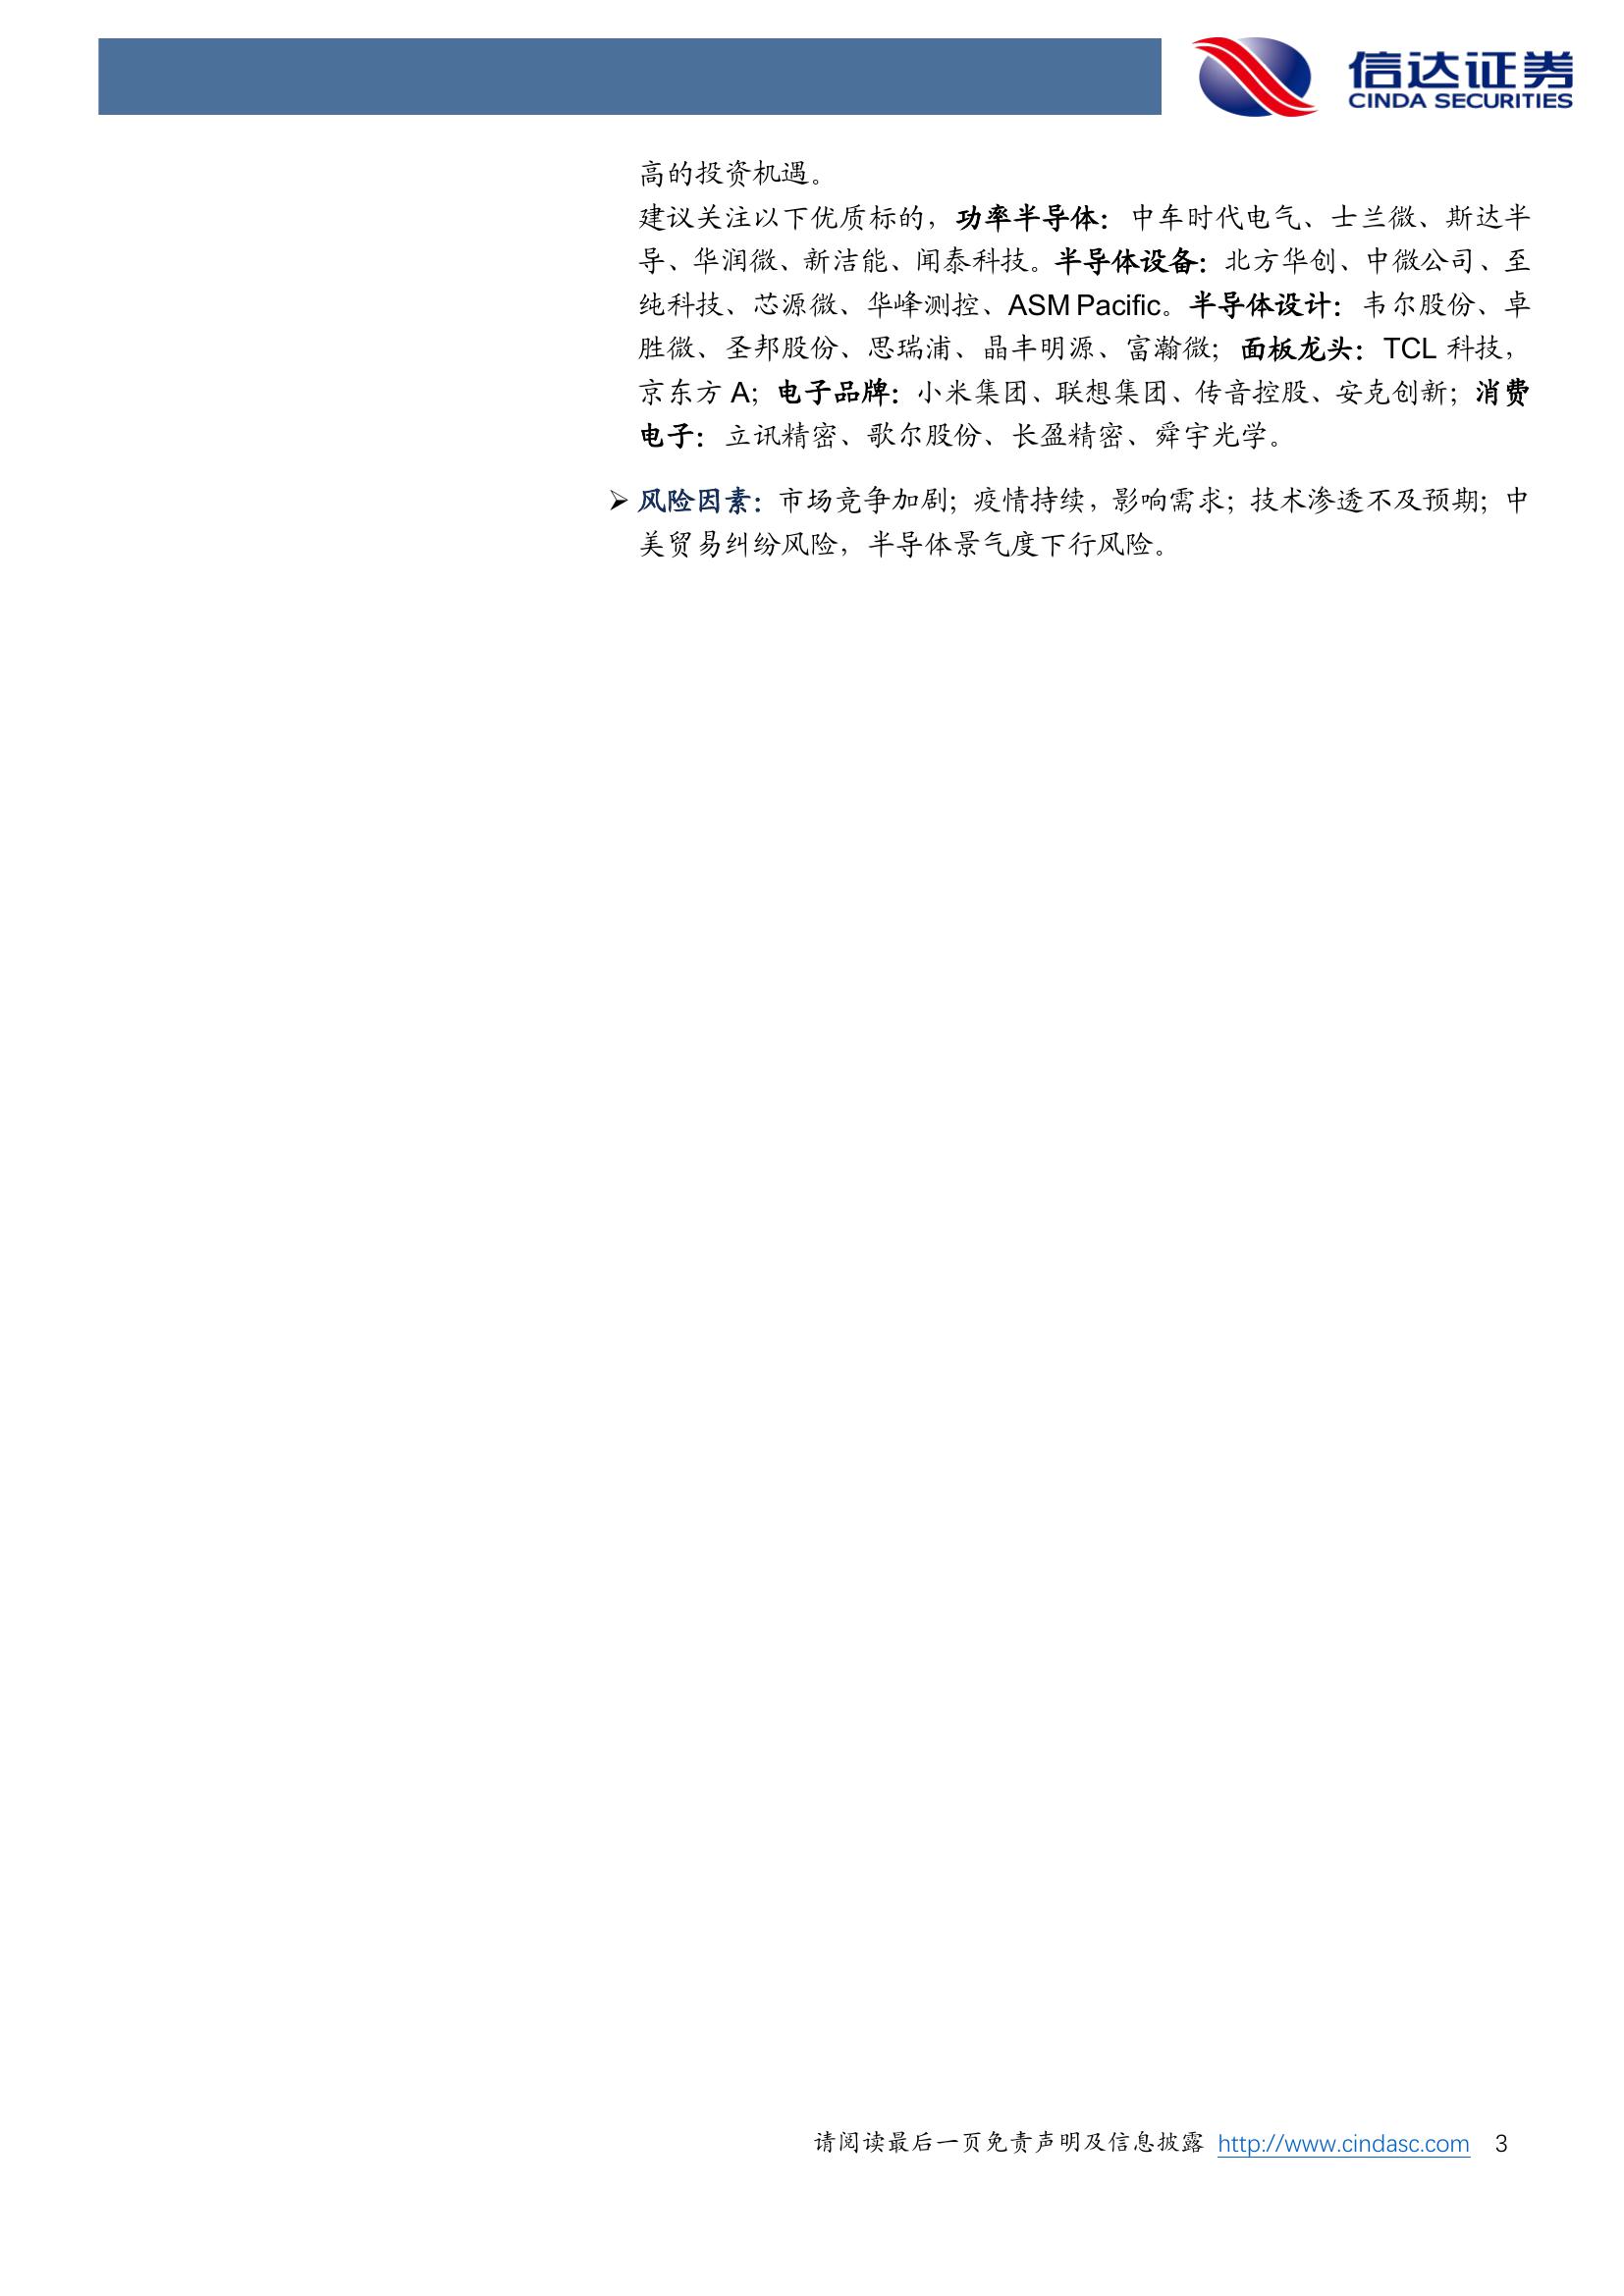 信达证券
CINDA SECURITIES
高的投资机遇。
建议关注以下优质标的，功率半导体：中车时代电气、士兰微、斯达半
导、华润微、新洁能、闻泰科技。半导体设备：北方华创、中微公司、至
纯科技、芯源微、华峰测控、ASM Pacific。半导体设计：韦尔股份、卓
胜微、圣邦股份、思瑞浦、晶丰明源、富瀚微；面板龙头：TCL 科技，
京东方 A；电子品牌：小米集团、联想集团、传音控股、安克创新；消费
电子：立讯精密、歌尔股份、长盈精密、舜宇光学。
➢ 风险因素：市场竞争加剧；疫情持续，影响需求；技术渗透不及预期；中
美贸易纠纷风险，半导体景气度下行风险。
请阅读最后一页免责声明及信息披露 http://www.cindasc.com 3